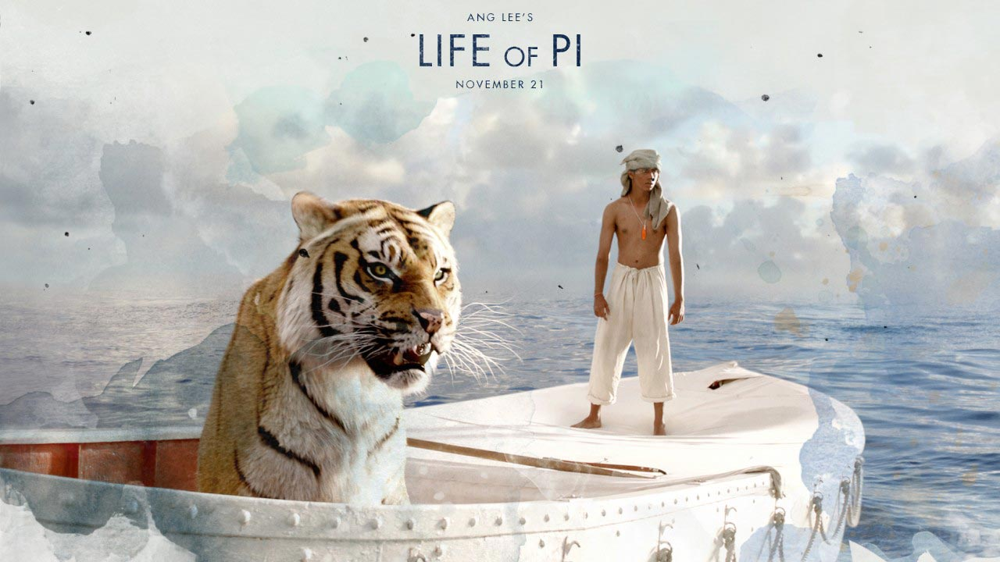 ANG LEE'S
LIFE OF PI
NOVEMBER 21